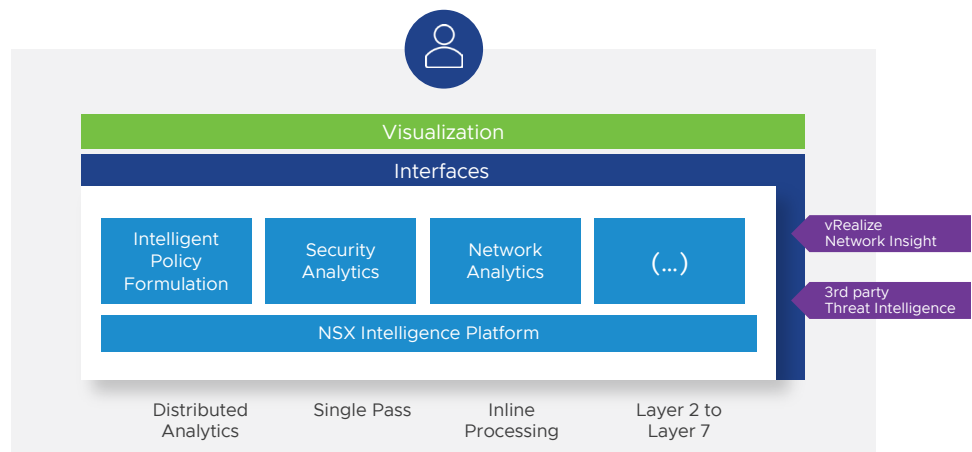 Visualization
Interfaces
Intelligent
Policy
Formulation
Security
Analytics
Network
Analytics
(...)
vRealize
Network Insight
3rd party
Threat Intelligence
NSX Intelligence Platform
Distributed
Analytics
Single Pass
Inline
Processing
Layer 2 to
Layer 7